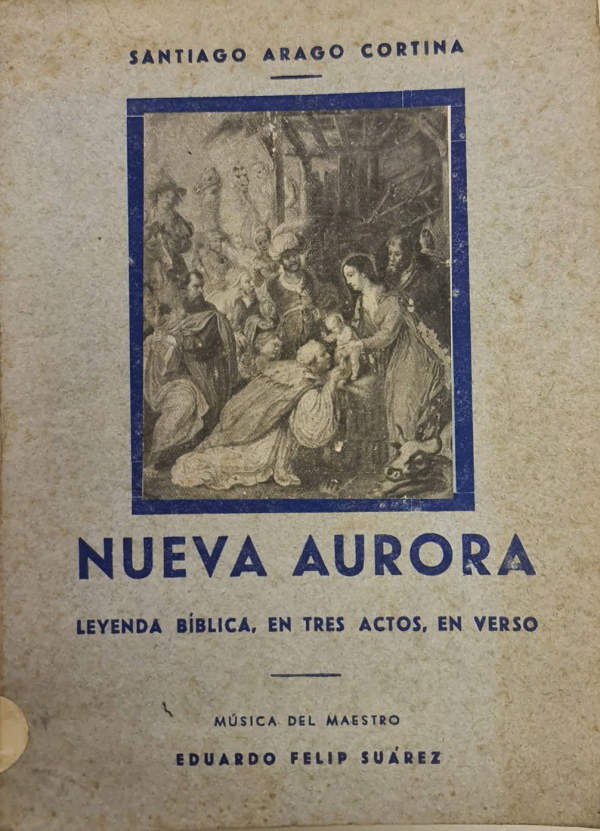 SANTIAGO ARAGO CORTINA
NUEVA AURORA
LEYENDA BÍBLICA, EN TRES ACTOS, EN VERSO
MÚSICA DEL MAESTRO
EDUARDO FELIP SUÁREZ